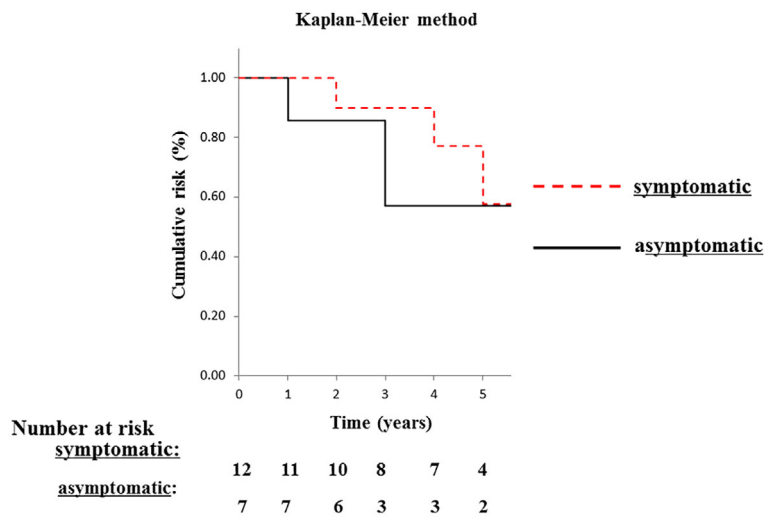 Kaplan-Meier method
Cumulative risk (%)
1.00
0.80
0.60
0.40
0.20
0.00
0 1 2 3 4 5
Time (years)
symptomatic
asymptomatic
Number at risk
symptomatic:
12 11 10 8 7 4
asymptomatic:
7 7 6 3 3 2